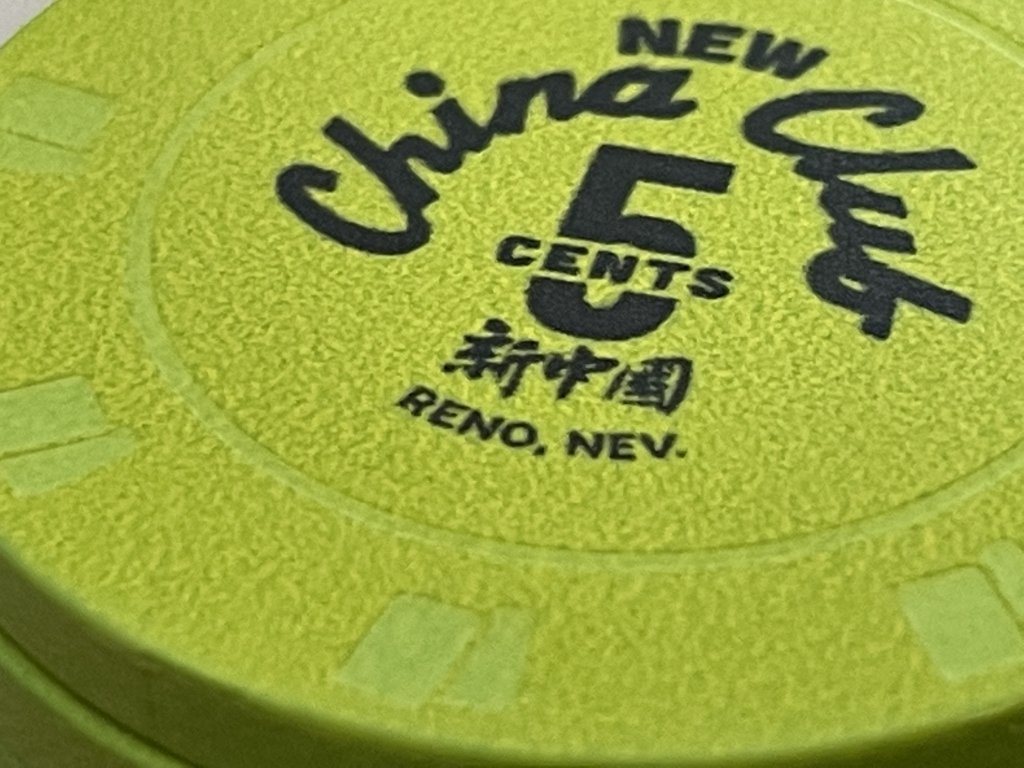 NEW
China Club
5
CENTS
新中國
RENO, NEV.